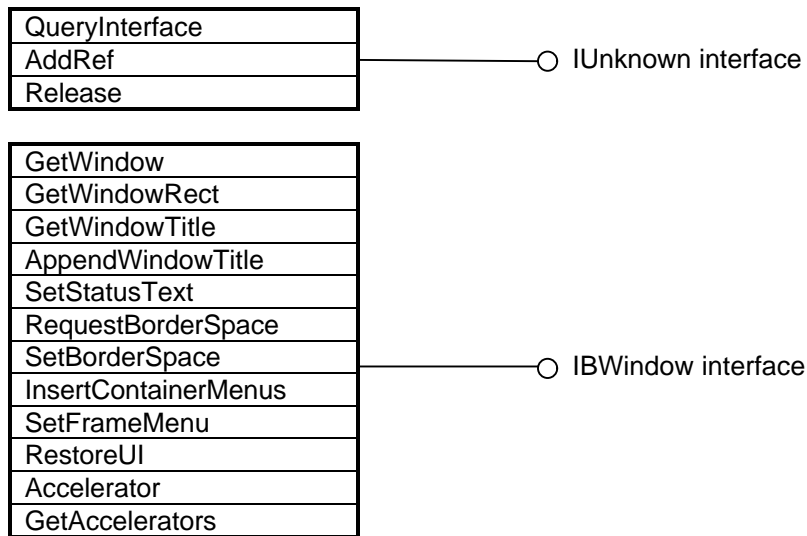 QueryInterface
AddRef
Release
IUnknown interface
GetWindow
GetWindowRect
GetWindowTitle
AppendWindowTitle
SetStatusText
RequestBorderSpace
SetBorderSpace
InsertContainerMenus
SetFrameMenu
RestoreUI
Accelerator
GetAccelerators
IBWindow interface